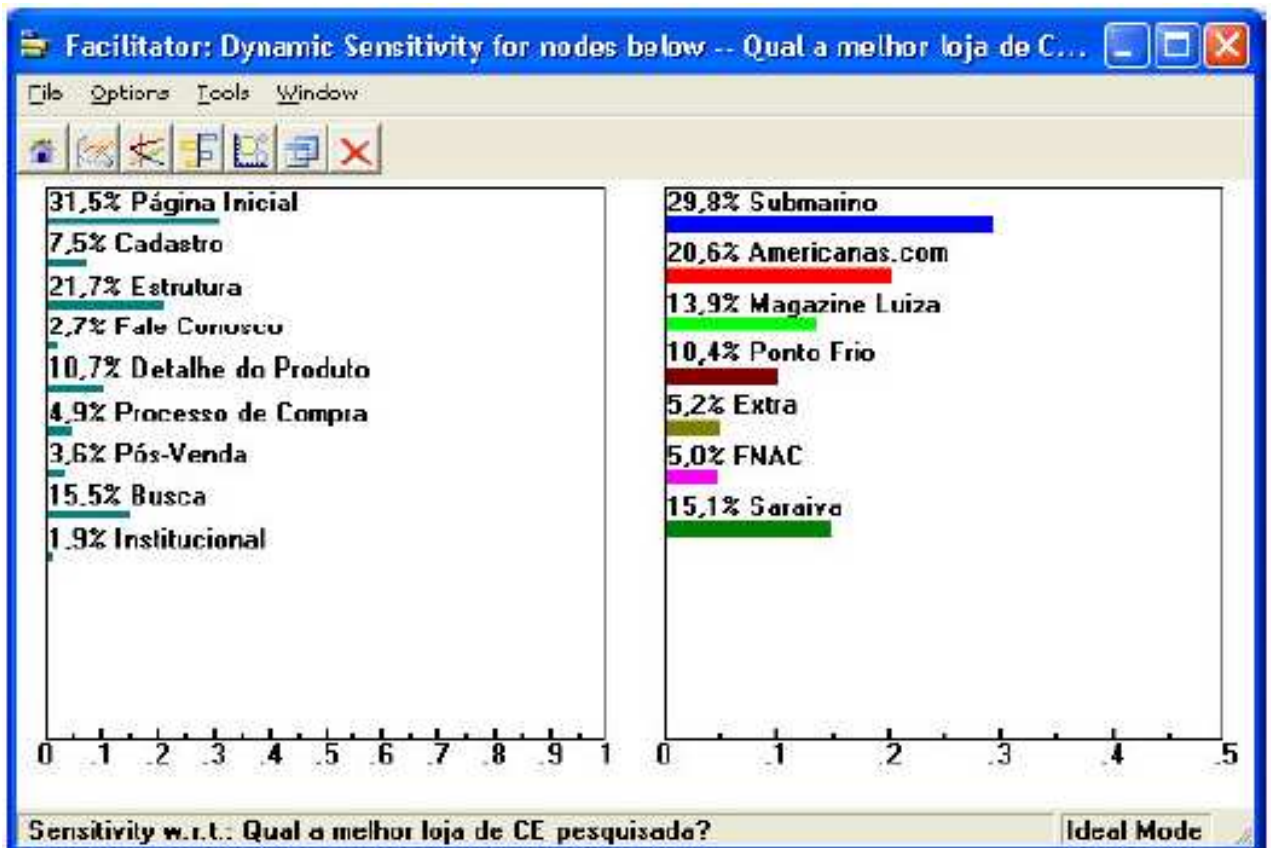 Facilitator: Dynamic Sensitivity for nodes below -- Qual a melhor loja de C...
File Options Tools Window
31,5% Página Inicial
7,5% Cadastro
21,7% Estrutura
2,7% Fale Conosco
10,7% Detalhe do Produto
4,9% Processo de Compra
3,6% Pós-Venda
15,5% Busca
1,9% Institucional
0 .1 .2 .3 .4 .5 .6 .7 .8 .9 1
29,8% Submarino
20,6% Americanas.com
13,9% Magazine Luiza
10,4% Ponto Frio
5,2% Extra
5,0% FNAC
15,1% Saraiva
0 .1 .2 .3 .4 .5
Sensitivity w.r.t.: Qual a melhor loja de CE pesquisada? Ideal Mode